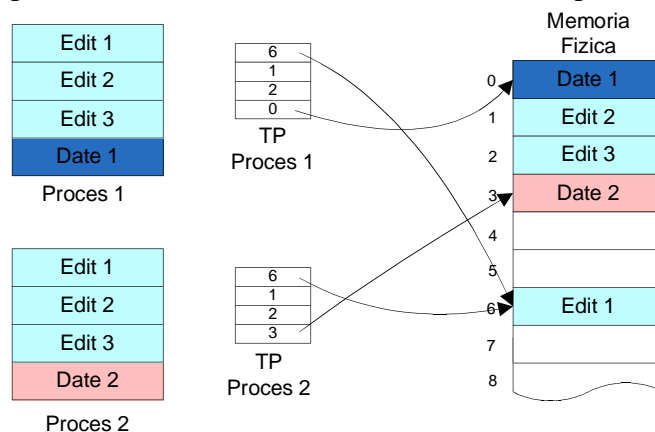 Edit 1
Edit 2
Edit 3
Date 1
Proces 1
6
1
2
0
TP
Proces 1
Edit 1
Edit 2
Edit 3
Date 2
Proces 2
6
1
2
3
TP
Proces 2
Memoria
Fizica
0 Date 1
1 Edit 2
2 Edit 3
3 Date 2
4
5
6 Edit 1
7
8